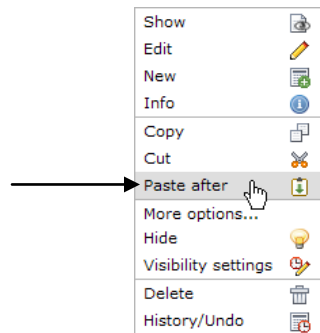 Show
Edit
New
Info
Copy
Cut
Paste after
More options...
Hide
Visibility settings
Delete
History/Undo